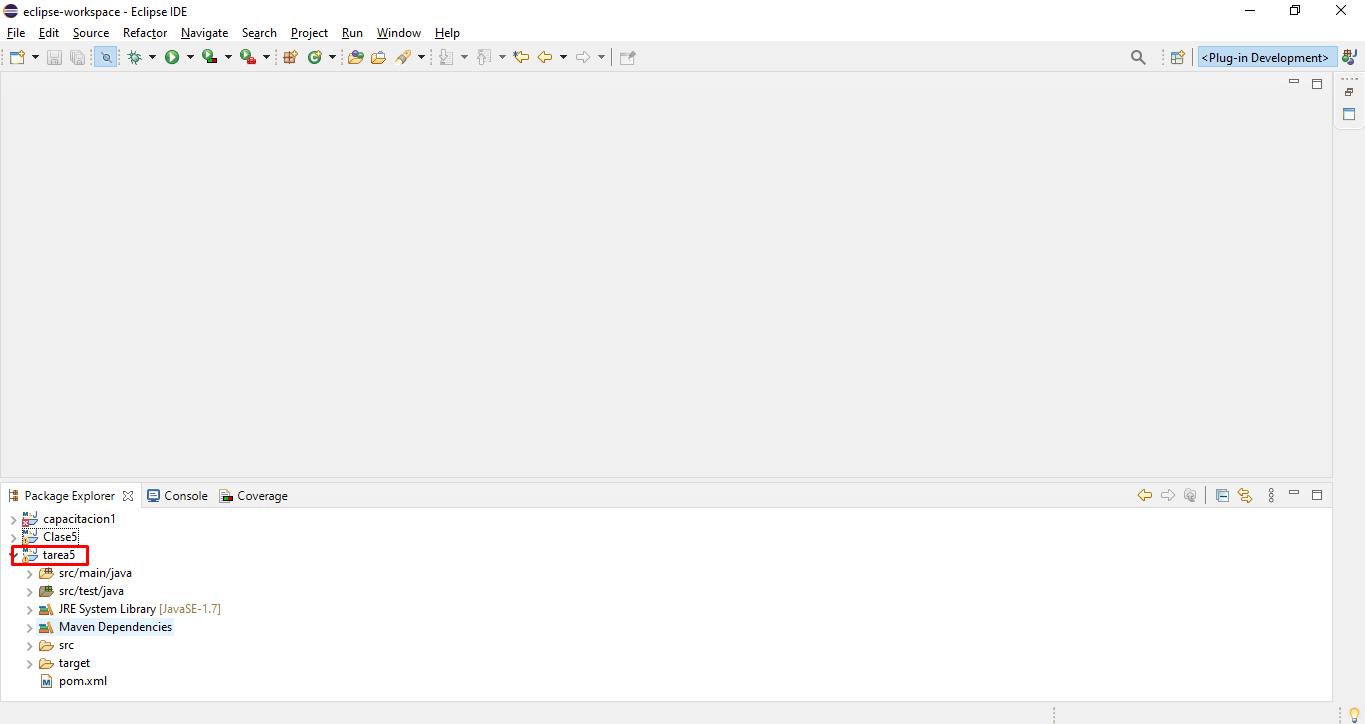 eclipse-workspace - Eclipse IDE
File Edit Source Refactor Navigate Search Project Run Window Help
<Plug-in Development>
Package Explorer Console Coverage
capacitacion1
Clase5
tarea5
src/main/java
src/test/java
JRE System Library [JavaSE-1.7]
Maven Dependencies
src
target
pom.xml